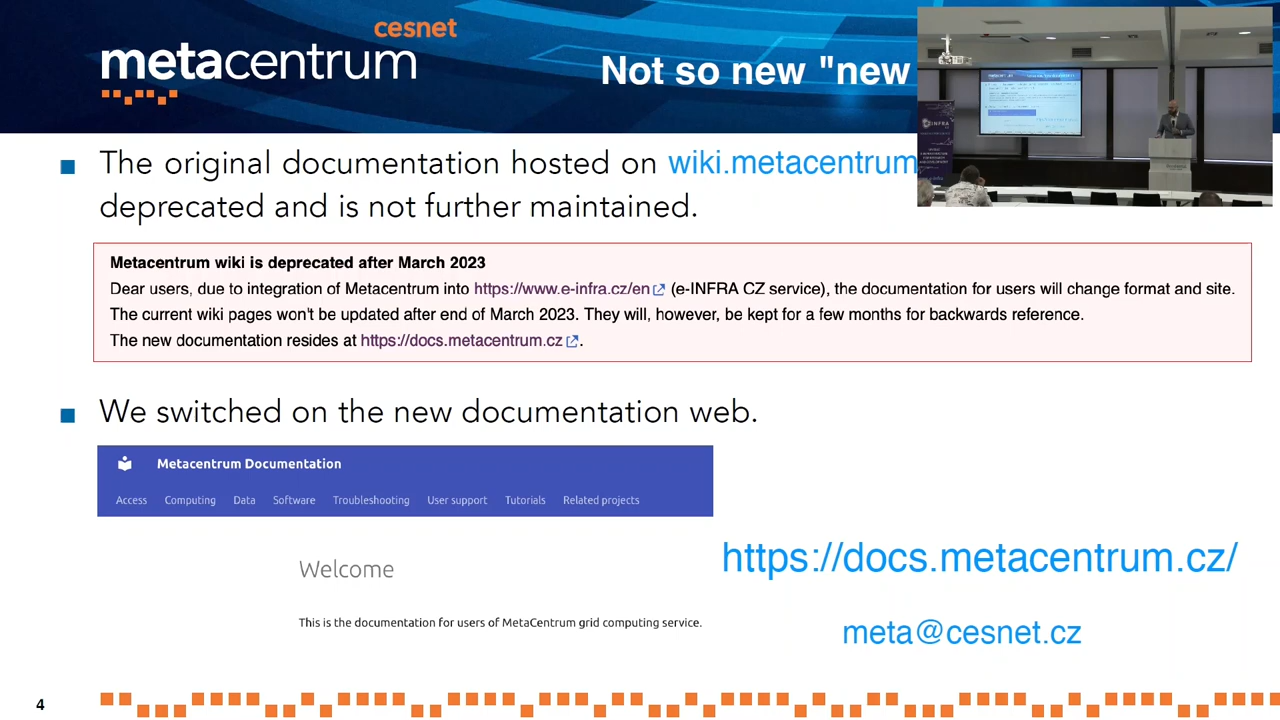 cesnet
metacentrum
Not so new "new
The original documentation hosted on wiki.metacentrum
deprecated and is not further maintained.
Metacentrum wiki is deprecated after March 2023
Dear users, due to integration of Metacentrum into https://www.e-infra.cz/en (e-INFRA CZ service), the documentation for users will change format and site.
The current wiki pages won't be updated after end of March 2023. They will, however, be kept for a few months for backwards reference.
The new documentation resides at https://docs.metacentrum.cz.
We switched on the new documentation web.
Metacentrum Documentation
Access Computing Data Software Troubleshooting User support Tutorials Related projects
Welcome
This is the documentation for users of MetaCentrum grid computing service.
https://docs.metacentrum.cz/
meta@cesnet.cz
4